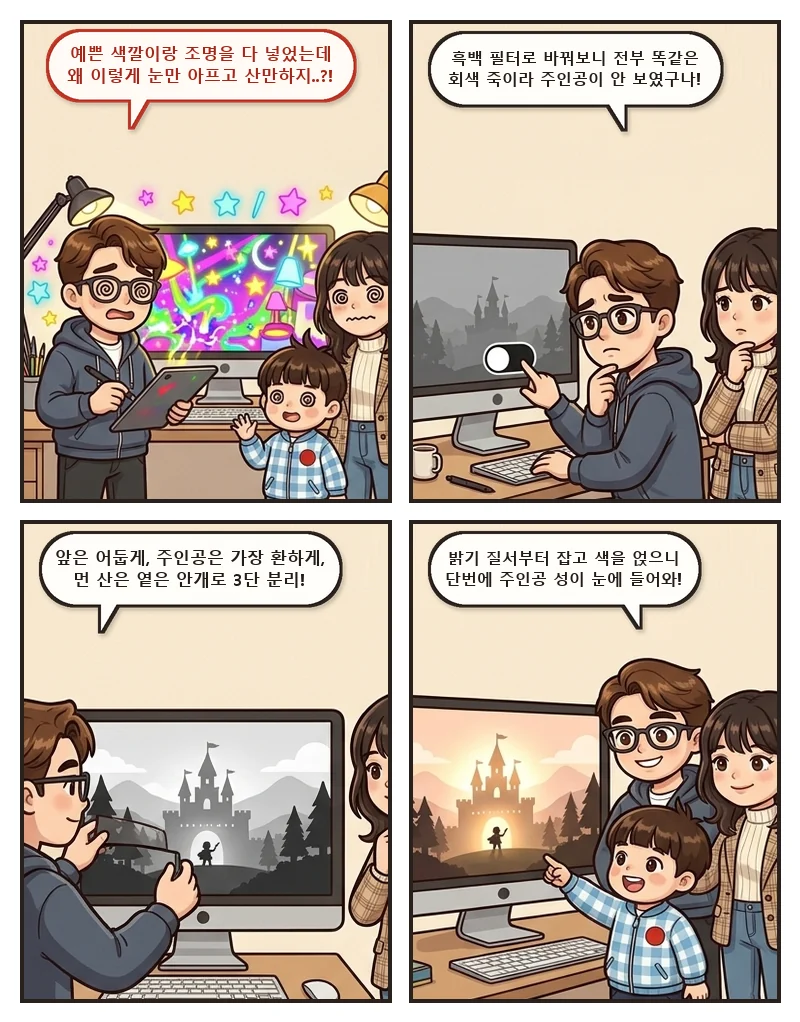 예쁜 색깔이랑 조명을 다 넣었는데
왜 이렇게 눈만 아프고 산만하지..?!
흑백 필터로 바꿔보니 전부 똑같은
회색 죽이라 주인공이 안 보였구나!
앞은 어둡게, 주인공은 가장 환하게,
먼 산은 옅은 안개로 3단 분리!
밝기 질서부터 잡고 색을 얹으니
단번에 주인공 성이 눈에 들어와!